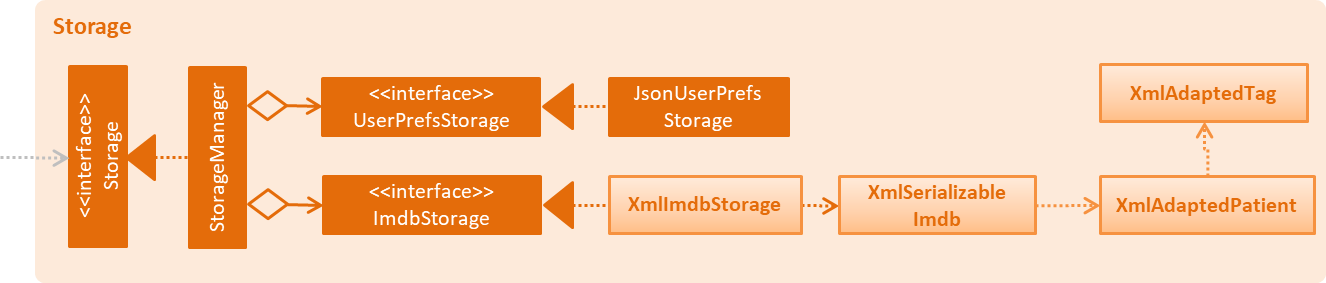 Storage
<<interface>>
Storage
StorageManager
<<interface>>
UserPrefsStorage
JsonUserPrefs
Storage
XmlAdaptedTag
<<interface>>
ImdbStorage
XmlImdbStorage
XmlSerializable
Imdb
XmlAdaptedPatient